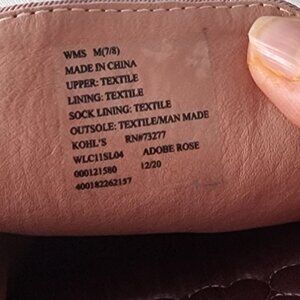 WMS M(7/8)
MADE IN CHINA
UPPER: TEXTILE
LINING: TEXTILE
SOCK LINING: TEXTILE
OUTSOLE: TEXTILE/MAN MADE
KOHL'S RN#73277
WLC11SL04 ADOBE ROSE
000121580 12/20
400182262157